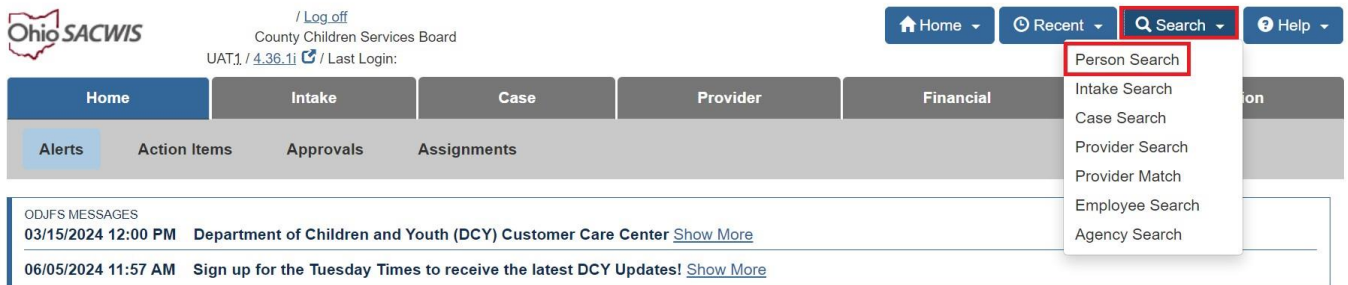 Ohio SACWIS
/ Log off
County Children Services Board
UAT1 / 4.36.1i / Last Login:
Home Recent Search Help
Person Search
Intake Search
Case Search
Provider Search
Provider Match
Employee Search
Agency Search
Home Intake Case Provider Financial ion
Alerts Action Items Approvals Assignments
ODJFS MESSAGES
03/15/2024 12:00 PM Department of Children and Youth (DCY) Customer Care Center Show More
06/05/2024 11:57 AM Sign up for the Tuesday Times to receive the latest DCY Updates! Show More